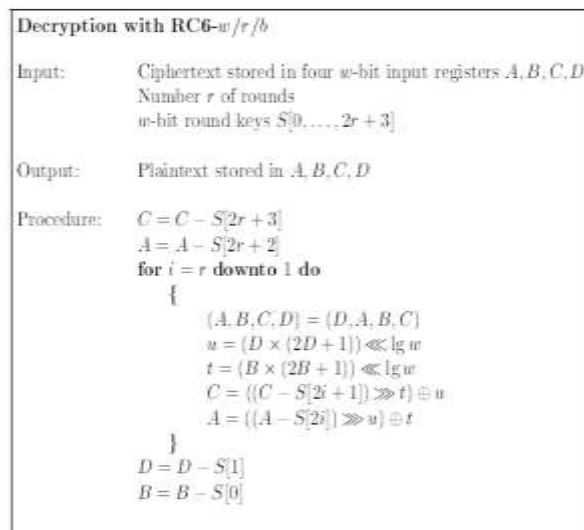 Decryption with RC6-w/r/b
Input: Ciphertext stored in four w-bit input registers A, B, C, D
Number r of rounds
w-bit round keys S[0, . . . , 2r + 3]
Output: Plaintext stored in A, B, C, D
Procedure: C = C − S[2r + 3]
A = A − S[2r + 2]
for i = r downto 1 do
{
(A, B, C, D) = (D, A, B, C)
u = (D × (2D + 1)) ⋘ lg w
t = (B × (2B + 1)) ⋘ lg w
C = ((C − S[2i + 1]) ⋙ t) ⊕ u
A = ((A − S[2i]) ⋙ u) ⊕ t
}
D = D − S[1]
B = B − S[0]